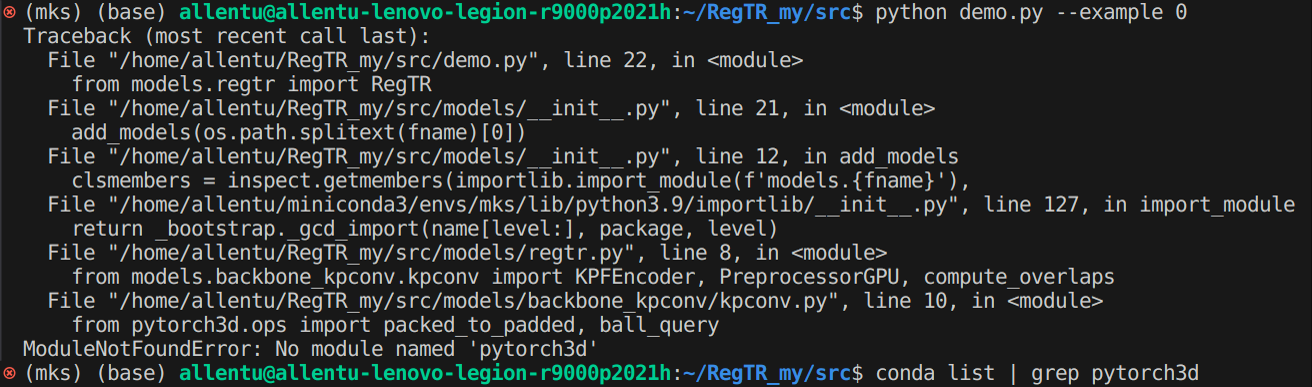 (mks) (base) allentu@allentu-lenovo-legion-r9000p2021h:~/RegTR_my/src$ python demo.py --example 0
Traceback (most recent call last):
  File "/home/allentu/RegTR_my/src/demo.py", line 22, in <module>
    from models.regtr import RegTR
  File "/home/allentu/RegTR_my/src/models/__init__.py", line 21, in <module>
    add_models(os.path.splitext(fname)[0])
  File "/home/allentu/RegTR_my/src/models/__init__.py", line 12, in add_models
    clsmembers = inspect.getmembers(importlib.import_module(f'models.{fname}'),
  File "/home/allentu/miniconda3/envs/mks/lib/python3.9/importlib/__init__.py", line 127, in import_module
    return _bootstrap._gcd_import(name[level:], package, level)
  File "/home/allentu/RegTR_my/src/models/regtr.py", line 8, in <module>
    from models.backbone_kpconv.kpconv import KPFEncoder, PreprocessorGPU, compute_overlaps
  File "/home/allentu/RegTR_my/src/models/backbone_kpconv/kpconv.py", line 10, in <module>
    from pytorch3d.ops import packed_to_padded, ball_query
ModuleNotFoundError: No module named 'pytorch3d'
(mks) (base) allentu@allentu-lenovo-legion-r9000p2021h:~/RegTR_my/src$ conda list | grep pytorch3d